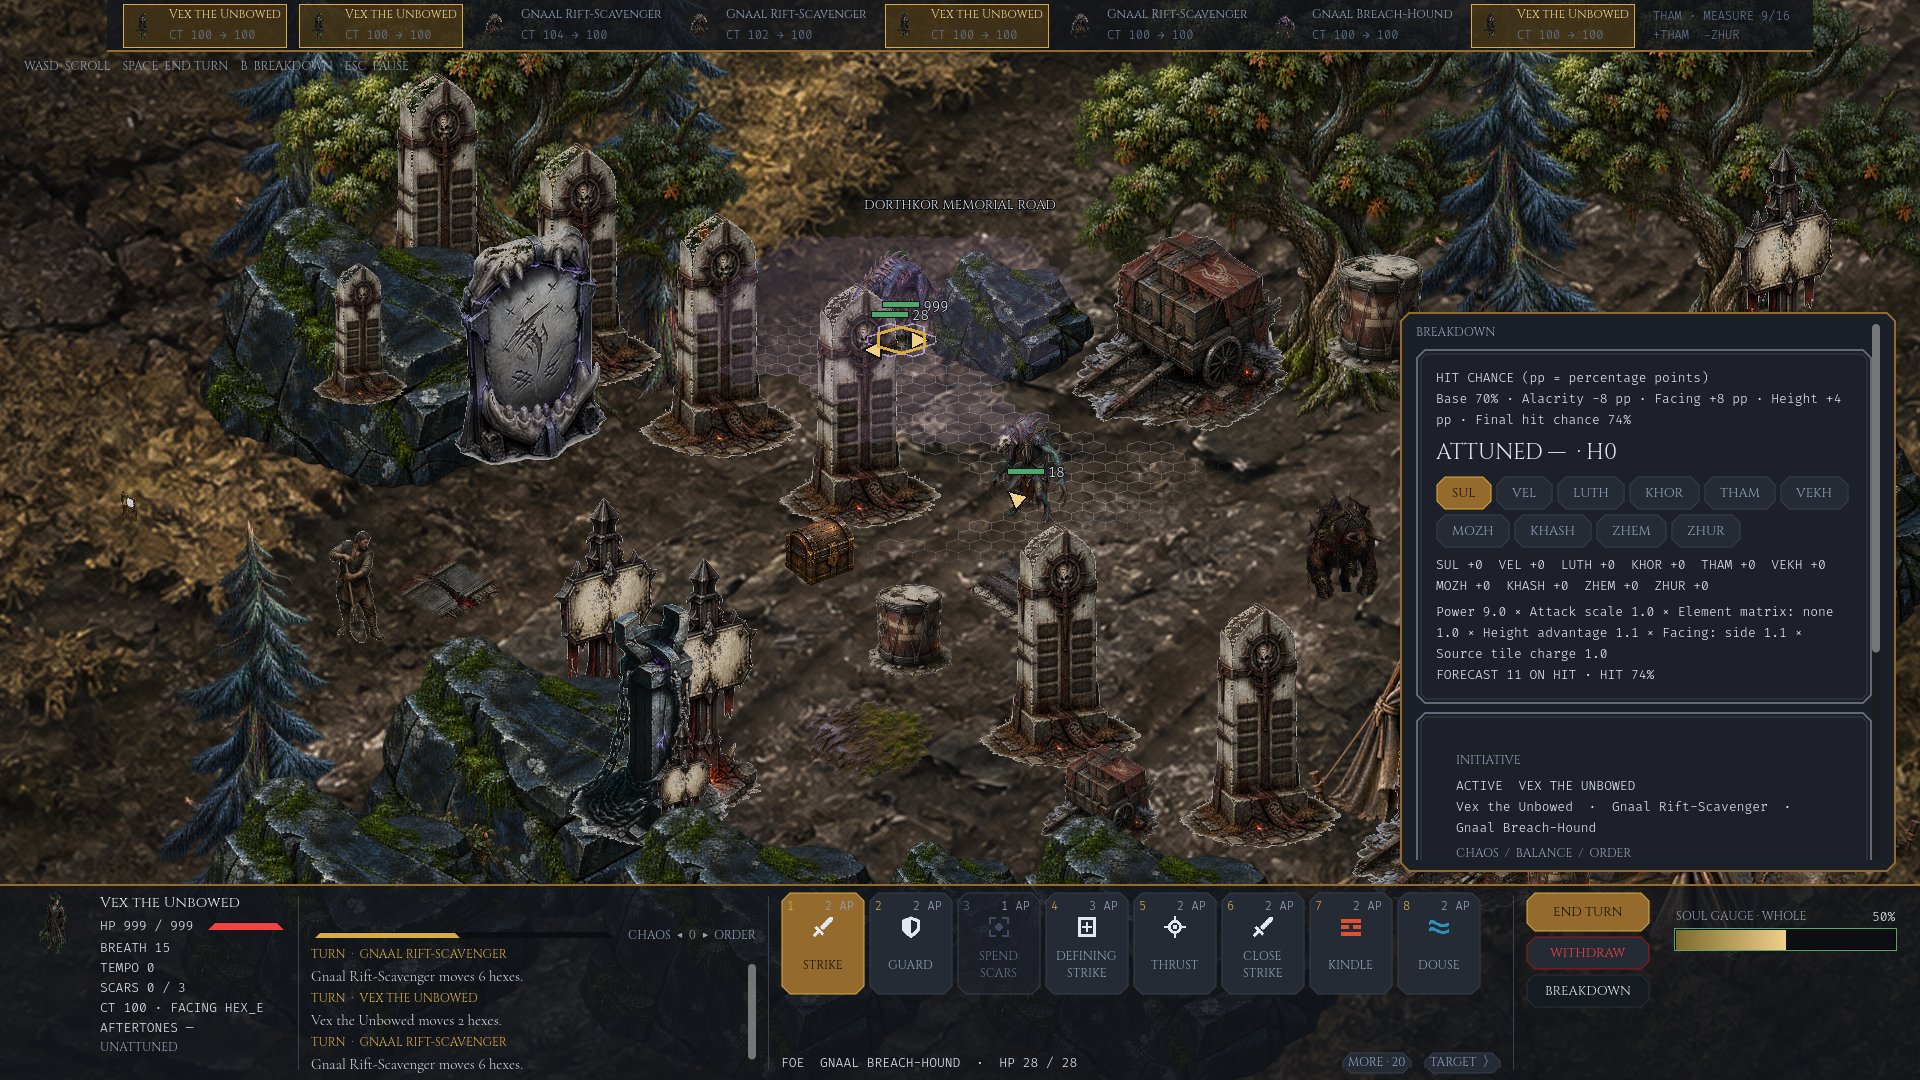 VEX THE UNBOWED
CT 100 → 100
VEX THE UNBOWED
CT 100 → 100
GNAAL RIFT-SCAVENGER
CT 104 → 100
GNAAL RIFT-SCAVENGER
CT 102 → 100
VEX THE UNBOWED
CT 100 → 100
GNAAL RIFT-SCAVENGER
CT 100 → 100
GNAAL BREACH-HOUND
CT 100 → 100
VEX THE UNBOWED
CT 100 → 100
THAM · MEASURE 9/16
+THAM -ZHUR
WASD SCROLL SPACE END TURN B BREAKDOWN ESC PAUSE
DORTHKOR MEMORIAL ROAD
999
28
18
BREAKDOWN
HIT CHANCE (pp = percentage points)
Base 70% · Alacrity -8 pp · Facing +8 pp · Height +4
pp · Final hit chance 74%
ATTUNED — · H0
SUL VEL LUTH KHOR THAM VEKH
MOZH KHASH ZHEM ZHUR
SUL +0 VEL +0 LUTH +0 KHOR +0 THAM +0 VEKH +0
MOZH +0 KHASH +0 ZHEM +0 ZHUR +0
Power 9.0 × Attack scale 1.0 × Element matrix: none
1.0 × Height advantage 1.1 × Facing: side 1.1 ×
Source tile charge 1.0
FORECAST 11 ON HIT · HIT 74%
INITIATIVE
ACTIVE VEX THE UNBOWED
Vex the Unbowed · Gnaal Rift-Scavenger ·
Gnaal Breach-Hound
CHAOS / BALANCE / ORDER
VEX THE UNBOWED
HP 999 / 999
BREATH 15
TEMPO 0
SCARS 0 / 3
CT 100 · FACING HEX_E
AFTERTONES —
UNATTUNED
CHAOS ◂ 0 ▸ ORDER
TURN · GNAAL RIFT-SCAVENGER
Gnaal Rift-Scavenger moves 6 hexes.
TURN · VEX THE UNBOWED
Vex the Unbowed moves 2 hexes.
TURN · GNAAL RIFT-SCAVENGER
Gnaal Rift-Scavenger moves 6 hexes.
1 2 AP
STRIKE
2 2 AP
GUARD
3 1 AP
SPEND
SCARS
4 3 AP
DEFINING
STRIKE
5 2 AP
THRUST
6 2 AP
CLOSE
STRIKE
7 2 AP
KINDLE
8 2 AP
DOUSE
FOE GNAAL BREACH-HOUND · HP 28 / 28
MORE · 20
TARGET 〉
END TURN
WITHDRAW
BREAKDOWN
SOUL GAUGE · WHOLE 50%